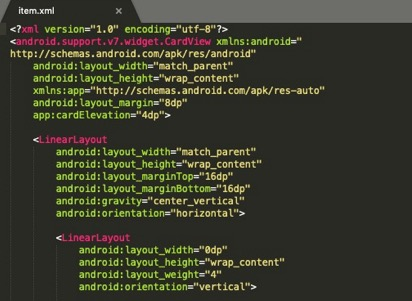 item.xml ×
<?xml version="1.0" encoding="utf-8"?>
<android.support.v7.widget.CardView xmlns:android="
http://schemas.android.com/apk/res/android"
android:layout_width="match_parent"
android:layout_height="wrap_content"
xmlns:app="http://schemas.android.com/apk/res-auto"
android:layout_margin="8dp"
app:cardElevation="4dp">
<LinearLayout
android:layout_width="match_parent"
android:layout_height="wrap_content"
android:layout_marginTop="16dp"
android:layout_marginBottom="16dp"
android:gravity="center_vertical"
android:orientation="horizontal">
<LinearLayout
android:layout_width="0dp"
android:layout_height="wrap_content"
android:layout_weight="4"
android:orientation="vertical">